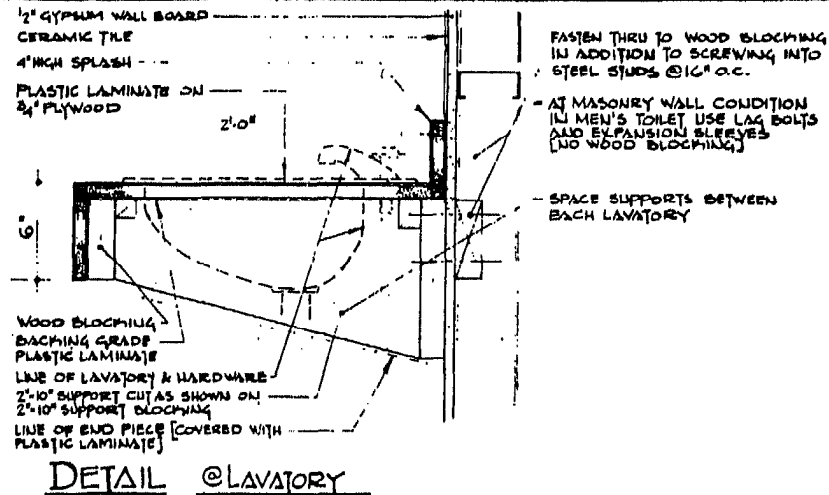 1/2" GYPSUM WALL BOARD
CERAMIC TILE
4" HIGH SPLASH
PLASTIC LAMINATE ON
3/4" PLYWOOD
2'-0"
6"
WOOD BLOCKING
BACKING GRADE
PLASTIC LAMINATE
LINE OF LAVATORY & HARDWARE
2"-10" SUPPORT CUT AS SHOWN ON
2"-10" SUPPORT BLOCKING
LINE OF END PIECE [COVERED WITH
PLASTIC LAMINATE]
FASTEN THRU TO WOOD BLOCKING
IN ADDITION TO SCREWING INTO
STEEL STUDS @16" O.C.
AT MASONRY WALL CONDITION
IN MEN'S TOILET USE LAG BOLTS
AND EXPANSION SLEEVES
[NO WOOD BLOCKING]
SPACE SUPPORTS BETWEEN
EACH LAVATORY
DETAIL @LAVATORY